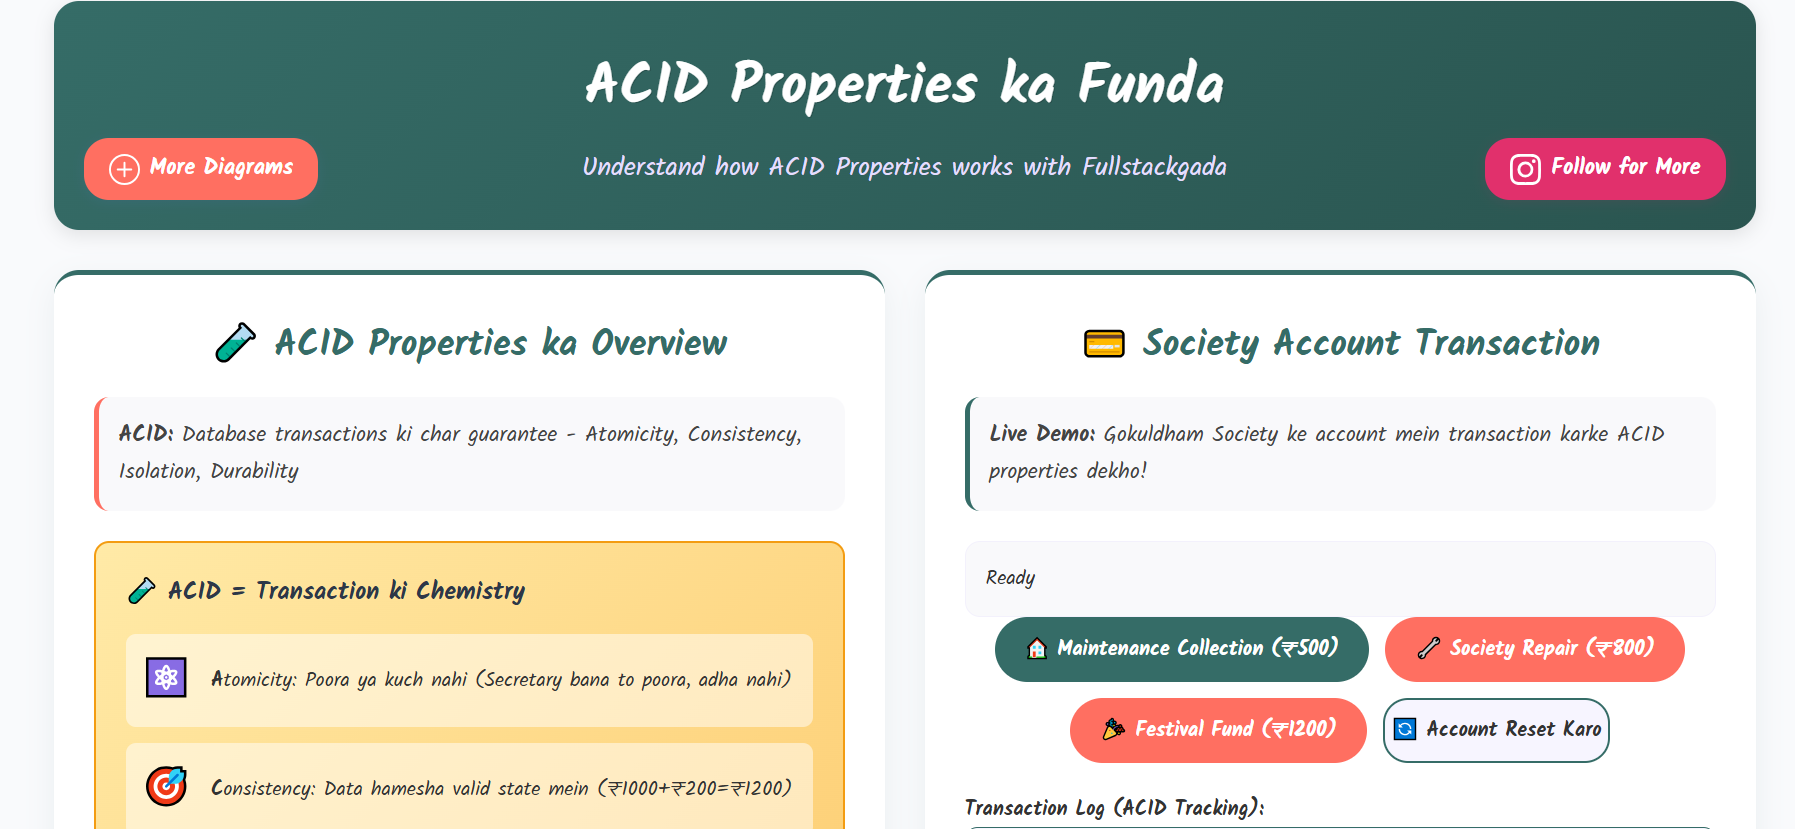 ACID Properties ka Funda
More Diagrams
Understand how ACID Properties works with Fullstackgada
Follow for More
ACID Properties ka Overview
ACID: Database transactions ki char guarantee - Atomicity, Consistency,
Isolation, Durability
ACID = Transaction ki Chemistry
Atomicity: Poora ya kuch nahi (Secretary bana to poora, adha nahi)
Consistency: Data hamesha valid state mein (₹1000+₹200=₹1200)
Society Account Transaction
Live Demo: Gokuldham Society ke account mein transaction karke ACID
properties dekho!
Ready
Maintenance Collection (₹500)
Society Repair (₹800)
Festival Fund (₹1200)
Account Reset Karo
Transaction Log (ACID Tracking):